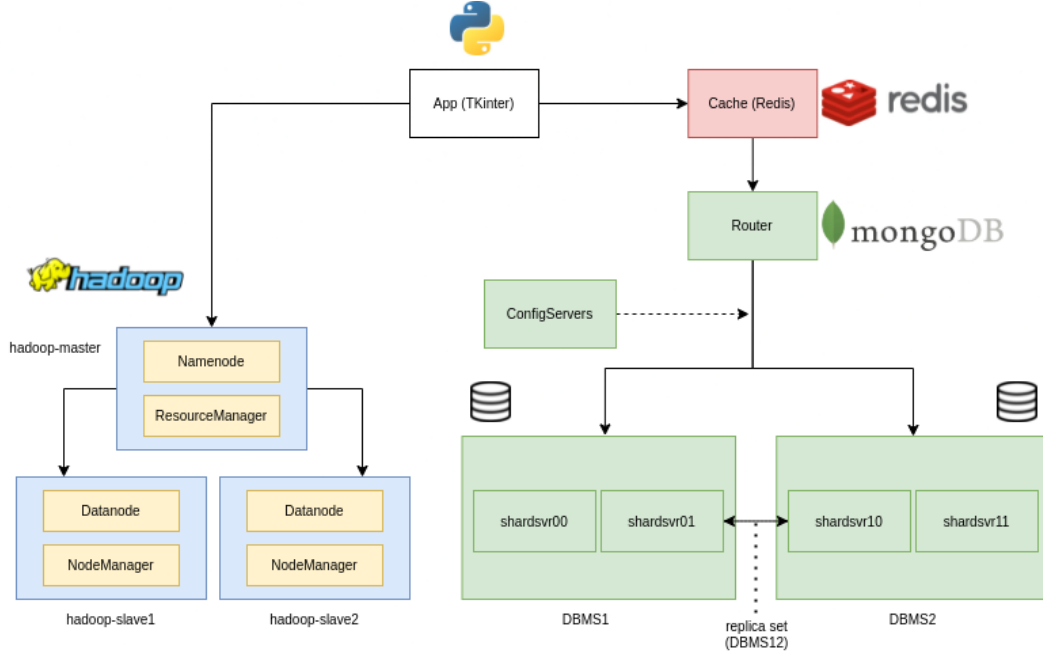 App (TKinter)
Cache (Redis)
redis
Router
mongoDB
hadoop
ConfigServers
hadoop-master
Namenode
ResourceManager
Datanode
NodeManager
hadoop-slave1
Datanode
NodeManager
hadoop-slave2
shardsvr00
shardsvr01
DBMS1
shardsvr10
shardsvr11
DBMS2
replica set
(DBMS12)